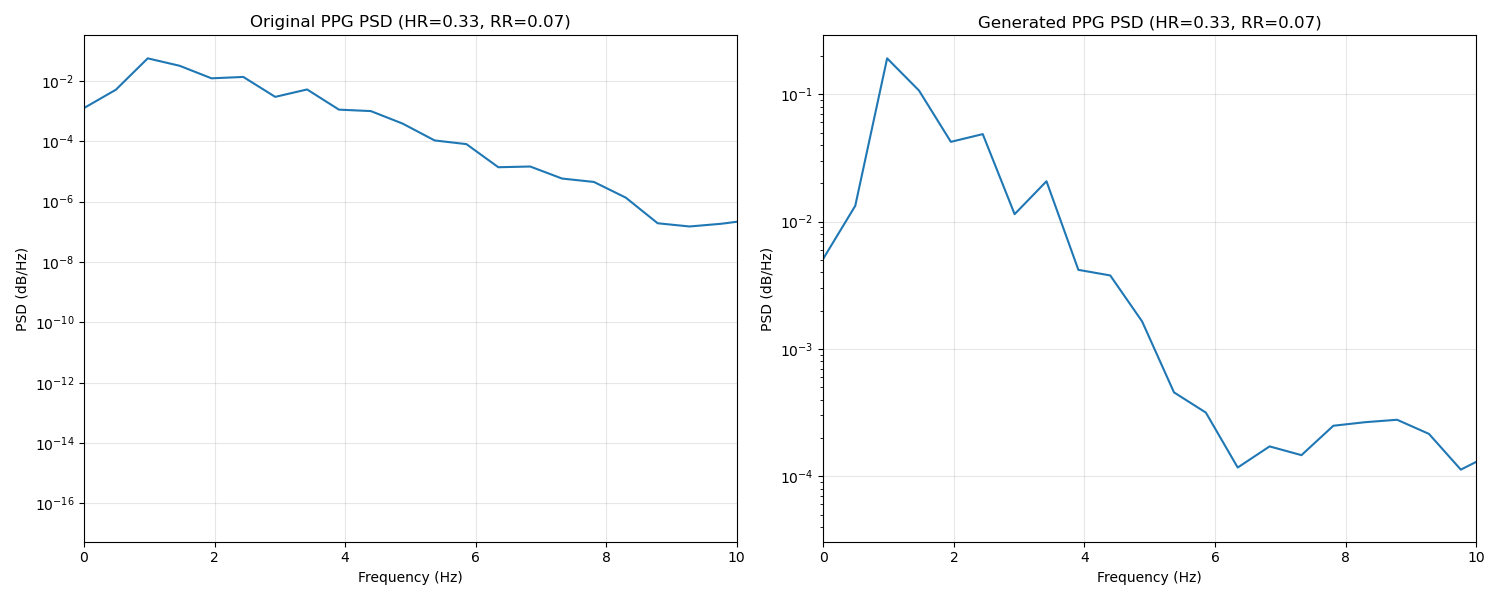 Original PPG PSD (HR=0.33, RR=0.07)
PSD (dB/Hz)
10⁻²
10⁻⁴
10⁻⁶
10⁻⁸
10⁻¹⁰
10⁻¹²
10⁻¹⁴
10⁻¹⁶
0 2 4 6 8 10
Frequency (Hz)
Generated PPG PSD (HR=0.33, RR=0.07)
PSD (dB/Hz)
10⁻¹
10⁻²
10⁻³
10⁻⁴
0 2 4 6 8 10
Frequency (Hz)